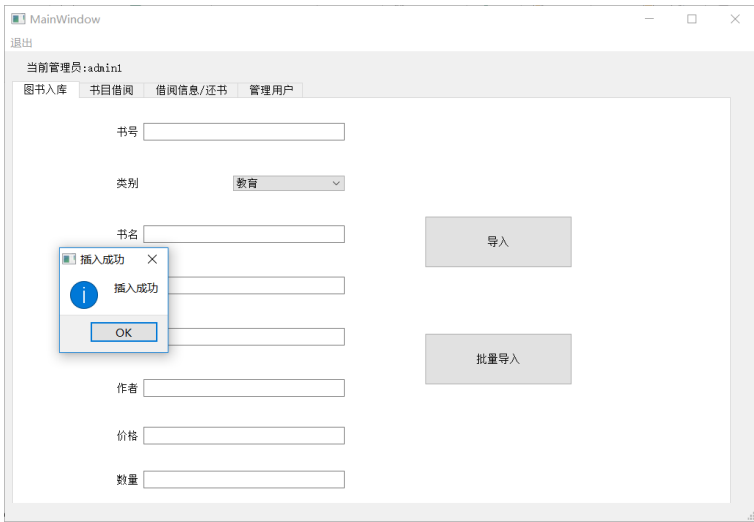 MainWindow
退出
当前管理员:admin1
图书入库 书目借阅 借阅信息/还书 管理用户
书号
类别 教育
书名
导入
插入成功
插入成功
OK
批量导入
作者
价格
数量